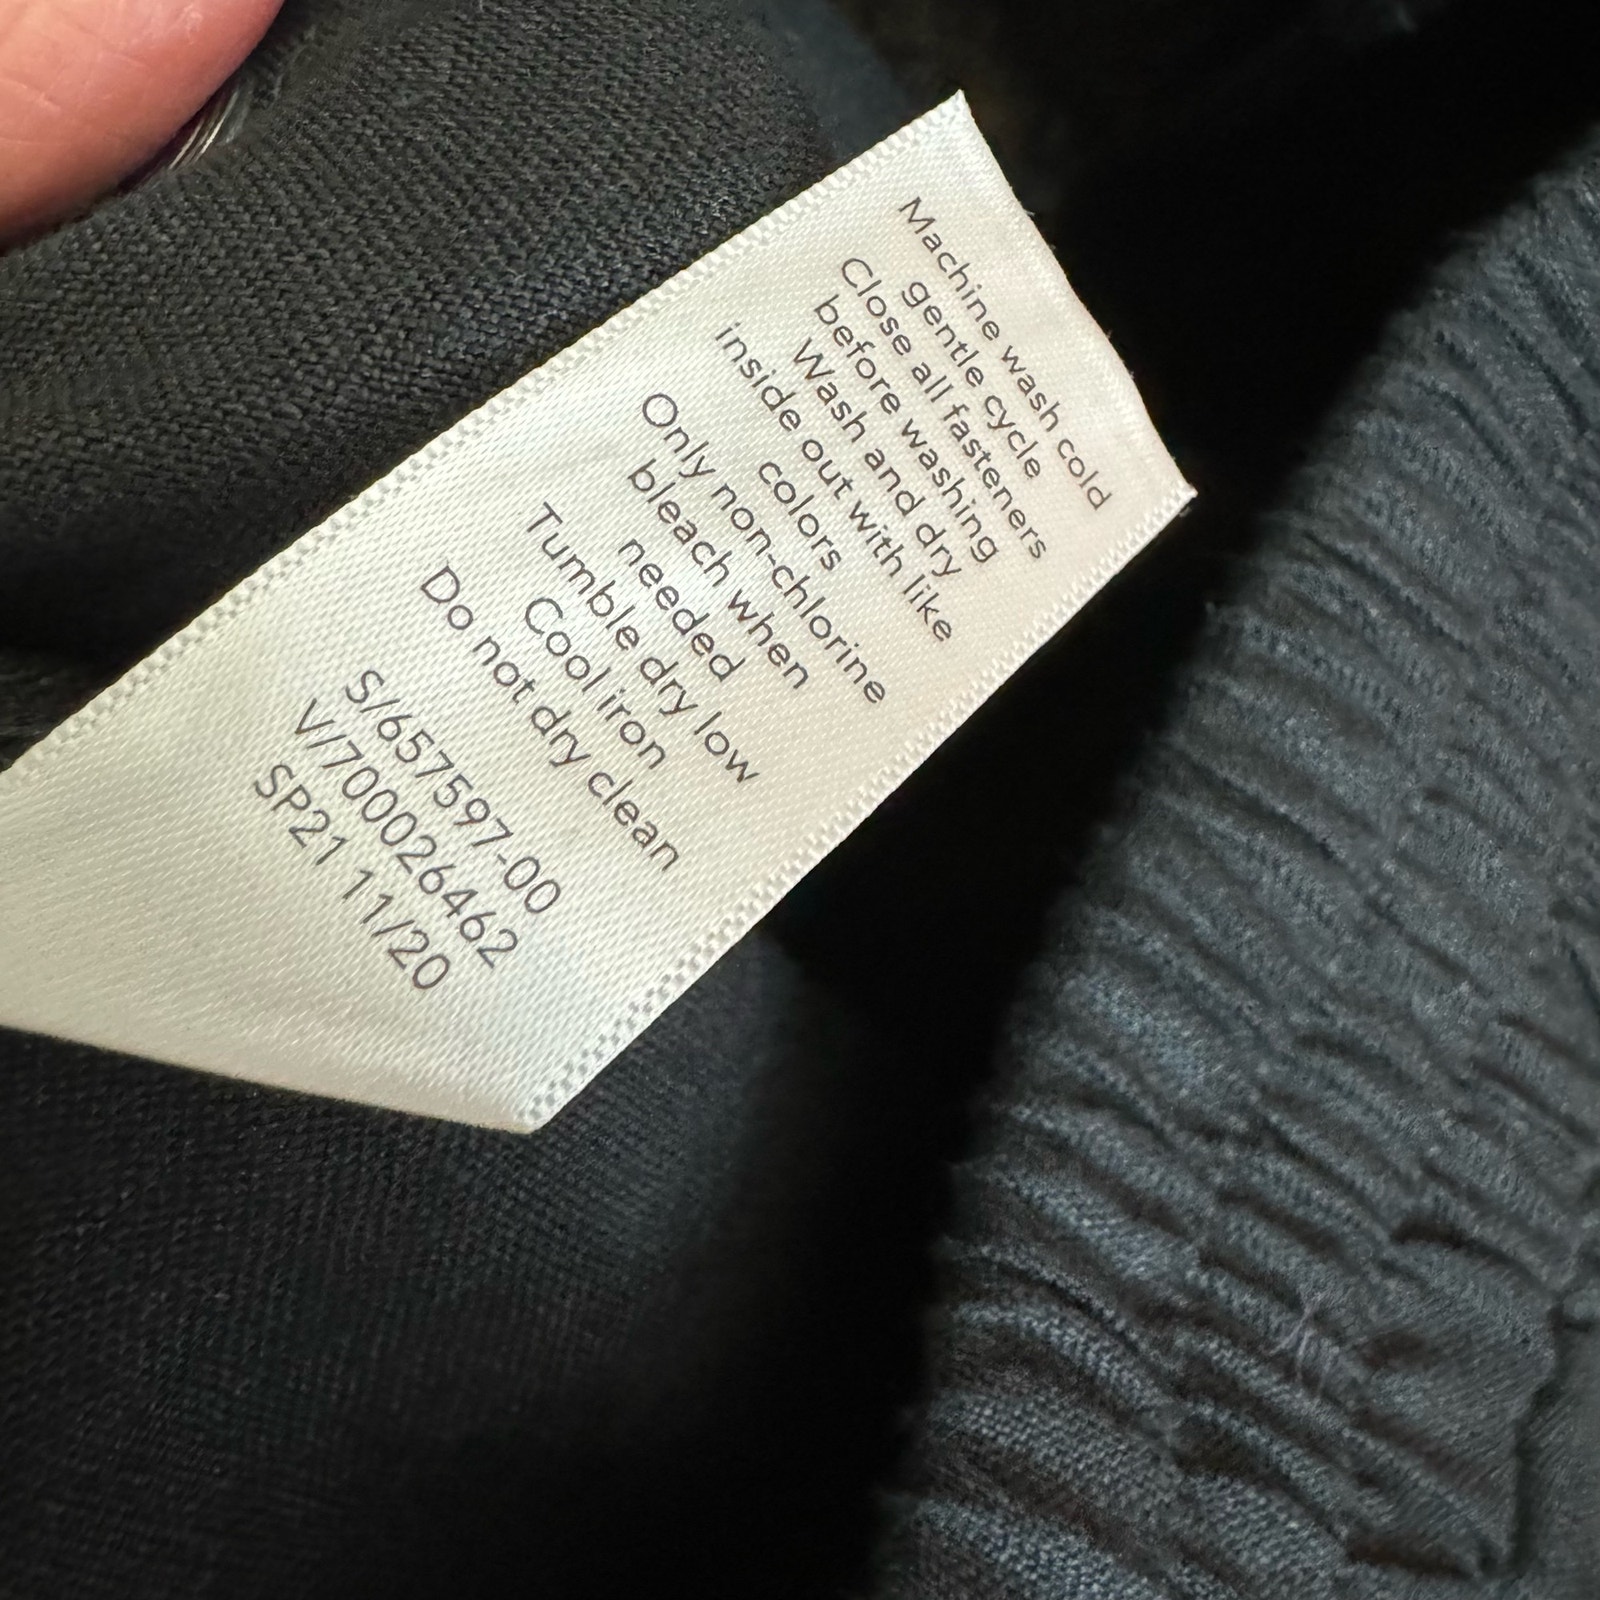 Machine wash cold
gentle cycle
Close all fasteners
before washing
Wash and dry
inside out with like
colors
Only non-chlorine
bleach when
needed
Tumble dry low
Cool iron
Do not dry clean
S/657597-00
V/700026462
SP21 11/20